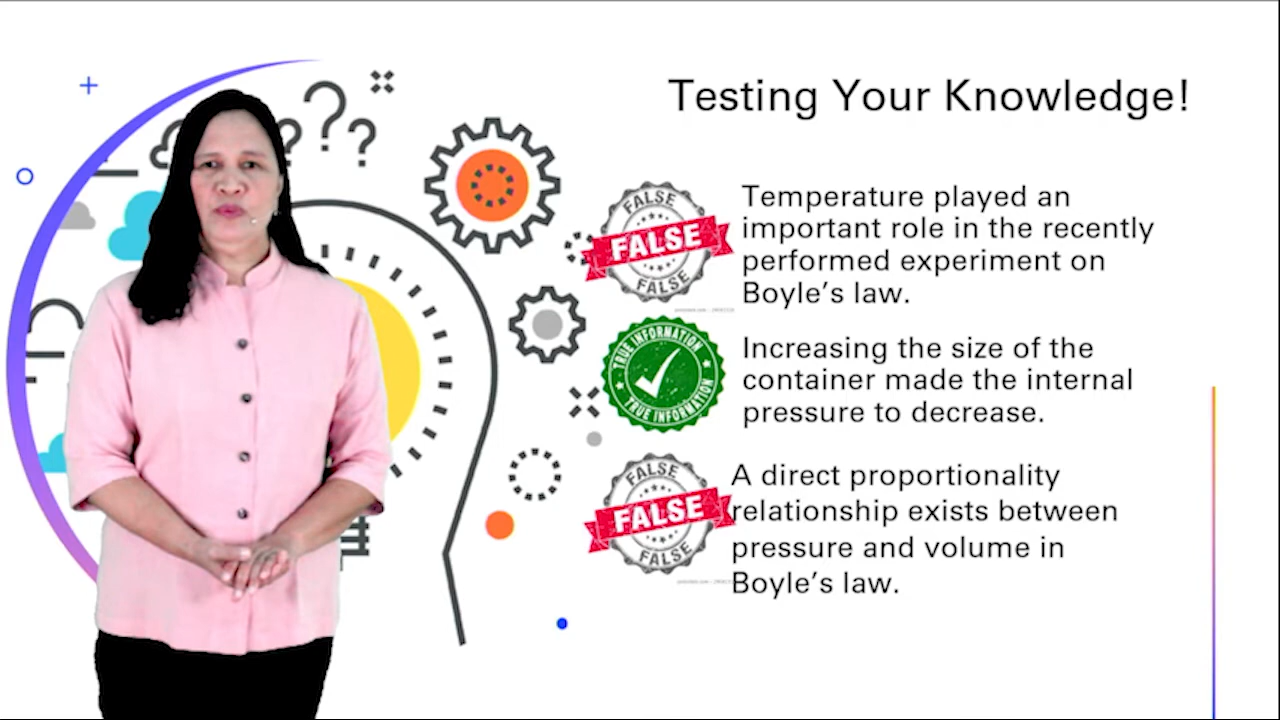 Testing Your Knowledge!
FALSE
FALSE
FALSE
Temperature played an
important role in the recently
performed experiment on
Boyle's law.
TRUE INFORMATION
TRUE INFORMATION
Increasing the size of the
container made the internal
pressure to decrease.
FALSE
FALSE
FALSE
A direct proportionality
relationship exists between
pressure and volume in
Boyle's law.